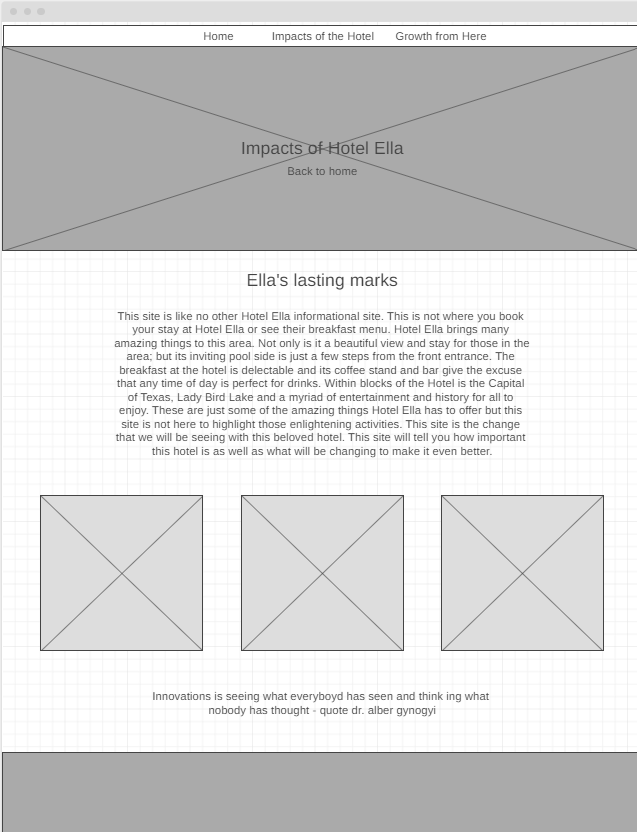 Home Impacts of the Hotel Growth from Here
Impacts of Hotel Ella
Back to home
Ella's lasting marks
This site is like no other Hotel Ella informational site. This is not where you book
your stay at Hotel Ella or see their breakfast menu. Hotel Ella brings many
amazing things to this area. Not only is it a beautiful view and stay for those in the
area; but its inviting pool side is just a few steps from the front entrance. The
breakfast at the hotel is delectable and its coffee stand and bar give the excuse
that any time of day is perfect for drinks. Within blocks of the Hotel is the Capital
of Texas, Lady Bird Lake and a myriad of entertainment and history for all to
enjoy. These are just some of the amazing things Hotel Ella has to offer but this
site is not here to highlight those enlightening activities. This site is the change
that we will be seeing with this beloved hotel. This site will tell you how important
this hotel is as well as what will be changing to make it even better.
Innovations is seeing what everyboyd has seen and think ing what
nobody has thought - quote dr. alber gynogyi